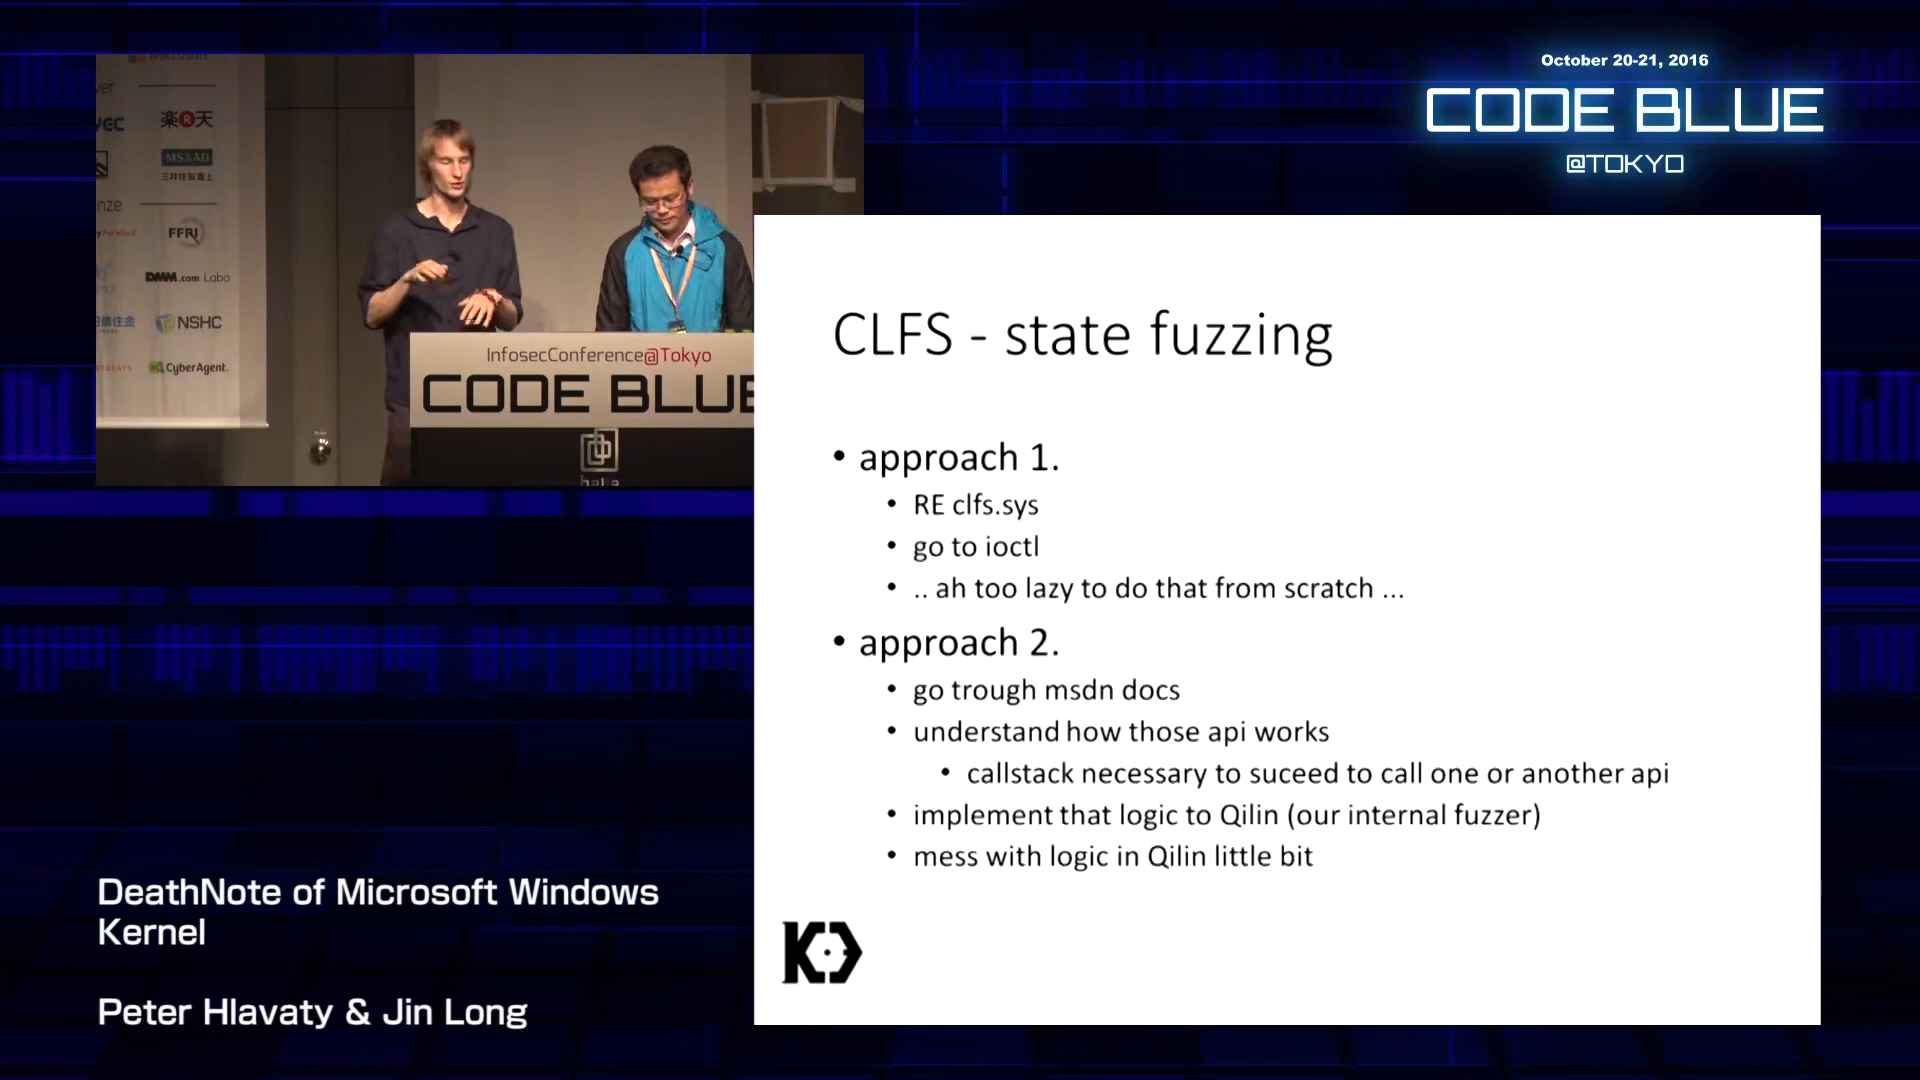 October 20-21, 2016
CODE BLUE
@TOKYO
楽R天
MS&AD
三井住友海上
FFRI
DMM.com Labo
NSHC
CyberAgent.
InfosecConference@Tokyo
CODE BLUE
CLFS - state fuzzing
• approach 1.
• RE clfs.sys
• go to ioctl
• .. ah too lazy to do that from scratch ...
• approach 2.
• go trough msdn docs
• understand how those api works
• callstack necessary to suceed to call one or another api
• implement that logic to Qilin (our internal fuzzer)
• mess with logic in Qilin little bit
DeathNote of Microsoft Windows
Kernel
Peter Hlavaty & Jin Long